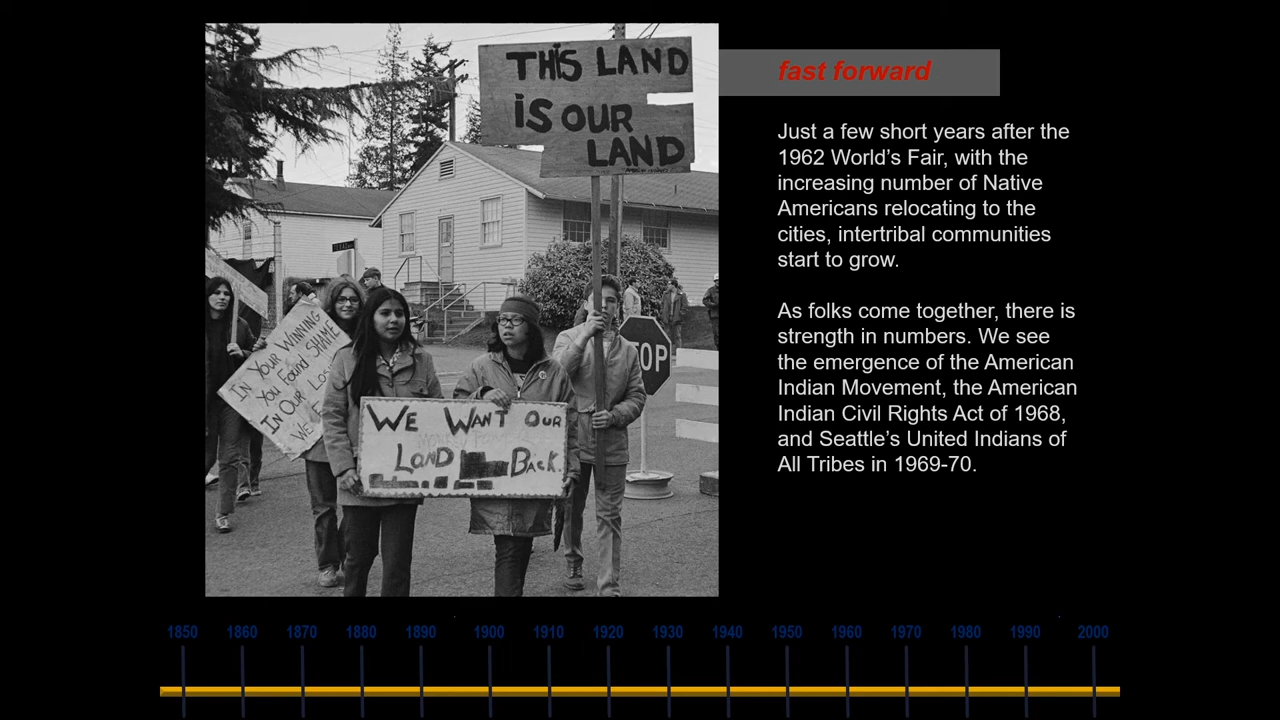 THIS LAND
IS OUR
LAND
fast forward
Just a few short years after the
1962 World's Fair, with the
increasing number of Native
Americans relocating to the
cities, intertribal communities
start to grow.
As folks come together, there is
strength in numbers. We see
the emergence of the American
Indian Movement, the American
Indian Civil Rights Act of 1968,
and Seattle's United Indians of
All Tribes in 1969-70.
IN YOUR WINNING
YOU FOUND SHAME
IN OUR
WE
TOP
WE WANT OUR
LAND BACK.
1850 1860 1870 1880 1890 1900 1910 1920 1930 1940 1950 1960 1970 1980 1990 2000